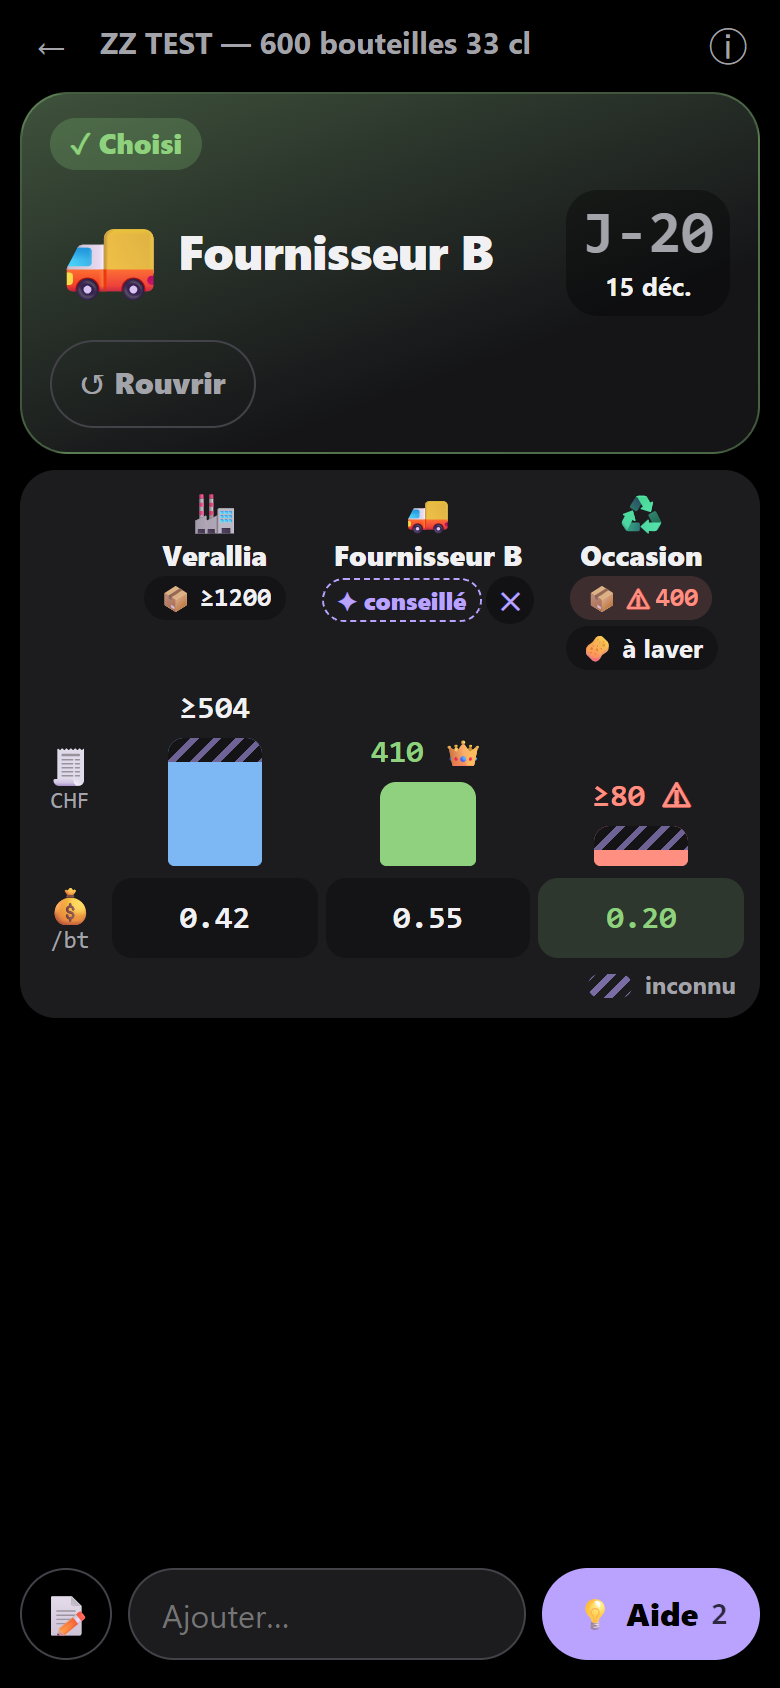 ← ZZ TEST — 600 bouteilles 33 cl ⓘ
✓ Choisi
Fournisseur B
J-20
15 déc.
↺ Rouvrir
Verallia Fournisseur B Occasion
≥1200 ✦ conseillé × ⚠ 400
à laver
≥504
410
≥80 ⚠
CHF
0.42 0.55 0.20
/bt
inconnu
Ajouter... Aide 2